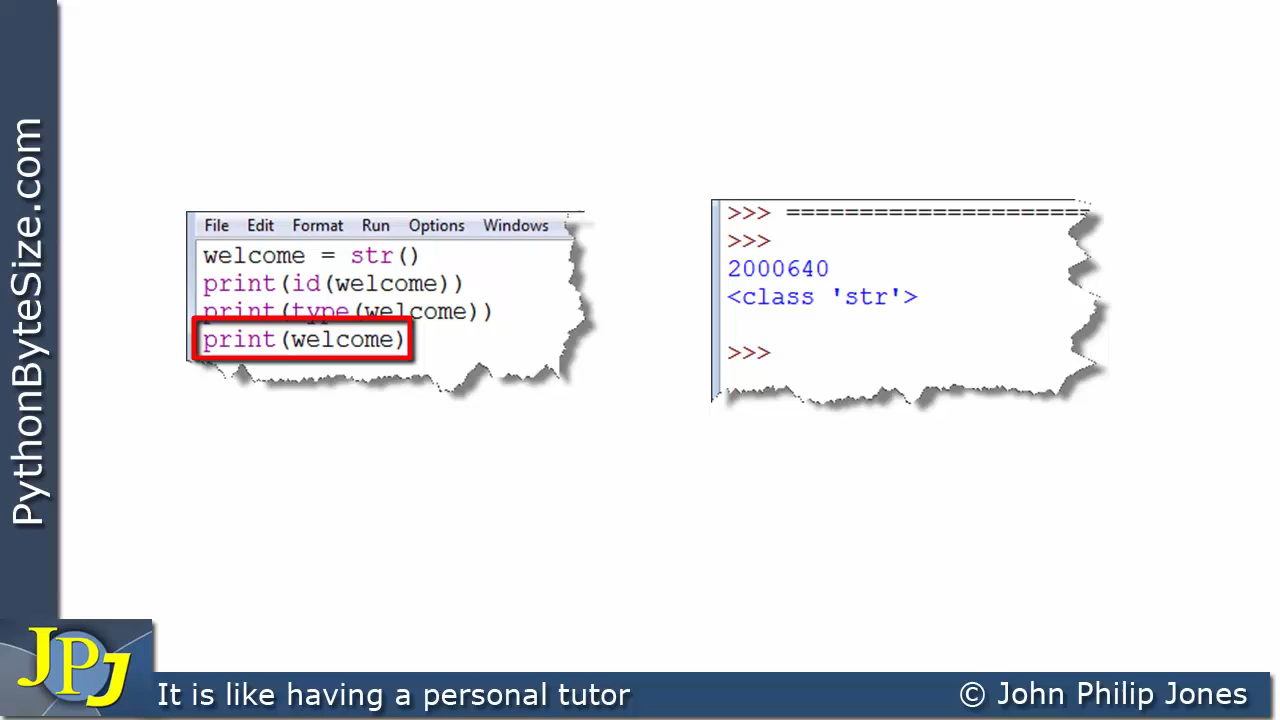 PythonByteSize.com
File Edit Format Run Options Windows
welcome = str()
print(id(welcome))
print(type(welcome))
print(welcome)
>>> =====================
>>>
2000640
<class 'str'>
>>>
JPJ
It is like having a personal tutor
© John Philip Jones